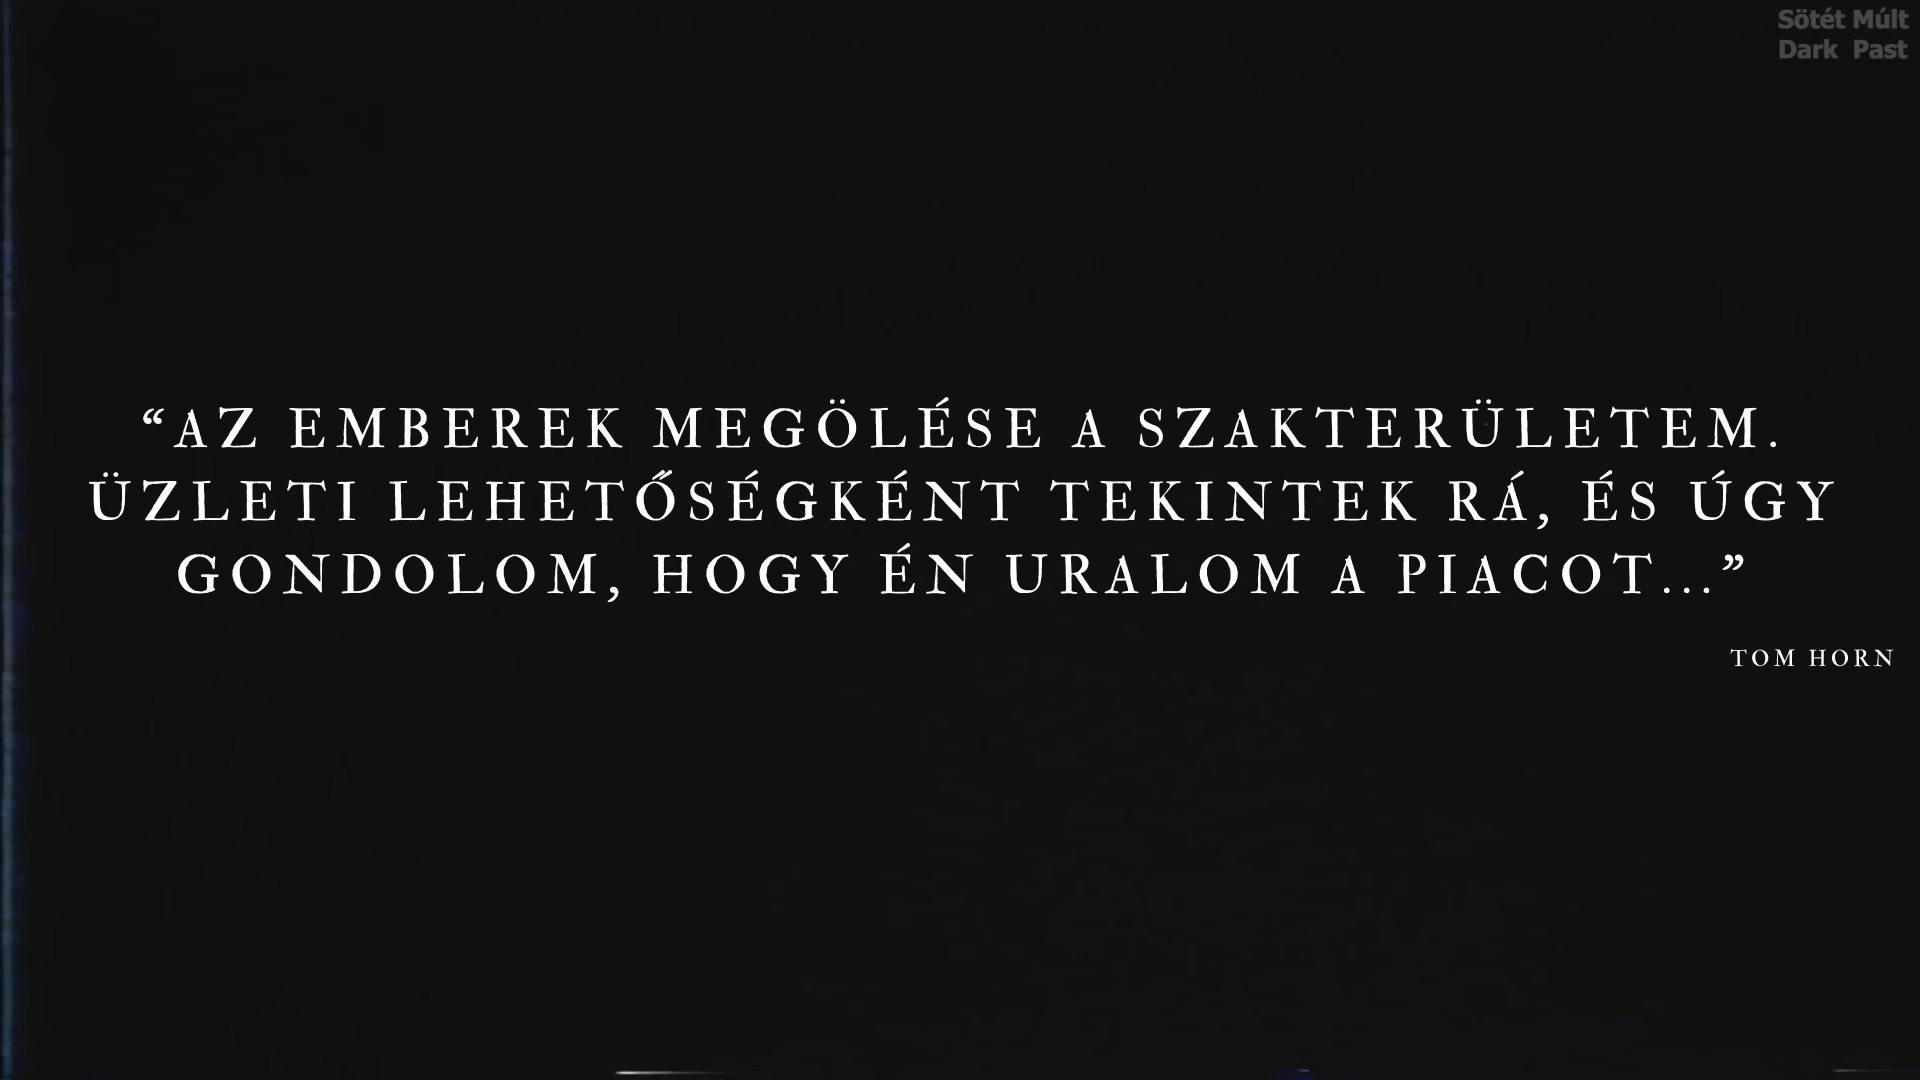 Sötét Múlt
Dark Past
“AZ EMBEREK MEGÖLÉSE A SZAKTERÜLETEM.
ÜZLETI LEHETŐSÉGKÉNT TEKINTEK RÁ, ÉS ÚGY
GONDOLOM, HOGY ÉN URALOM A PIACOT...”
TOM HORN